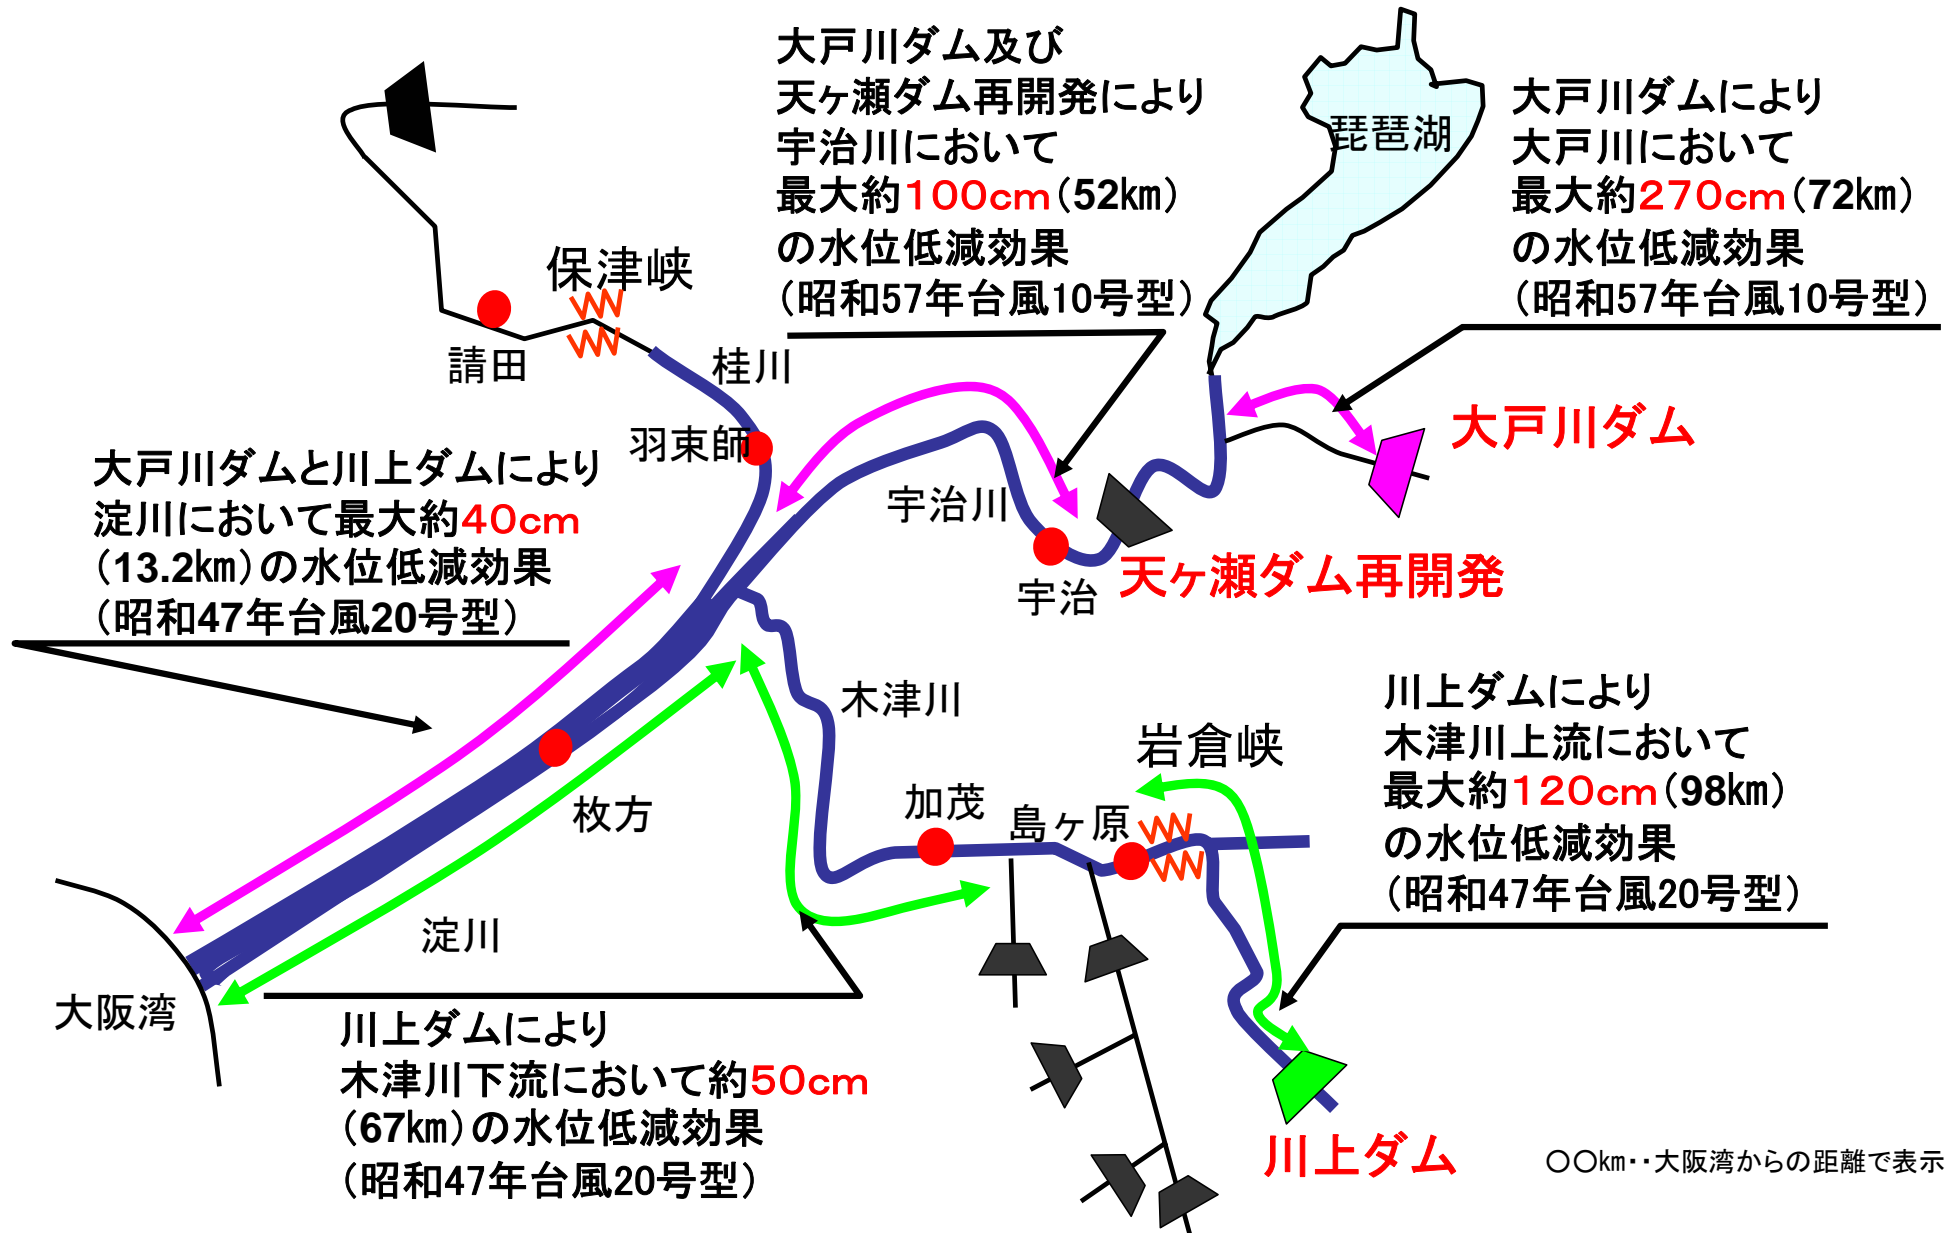 大戸川ダム及び
天ヶ瀬ダム再開発により
宇治川において
最大約100cm(52km)
の水位低減効果
(昭和57年台風10号型)
琵琶湖
大戸川ダムにより
大戸川において
最大約270cm(72km)
の水位低減効果
(昭和57年台風10号型)
保津峡
請田
桂川
羽束師
大戸川ダム
大戸川ダムと川上ダムにより
淀川において最大約40cm
(13.2km)の水位低減効果
(昭和47年台風20号型)
宇治川
宇治
天ヶ瀬ダム再開発
木津川
岩倉峡
加茂
島ヶ原
川上ダムにより
木津川上流において
最大約120cm(98km)
の水位低減効果
(昭和47年台風20号型)
枚方
淀川
大阪湾
川上ダムにより
木津川下流において約50cm
(67km)の水位低減効果
(昭和47年台風20号型)
川上ダム
〇〇km‥大阪湾からの距離で表示